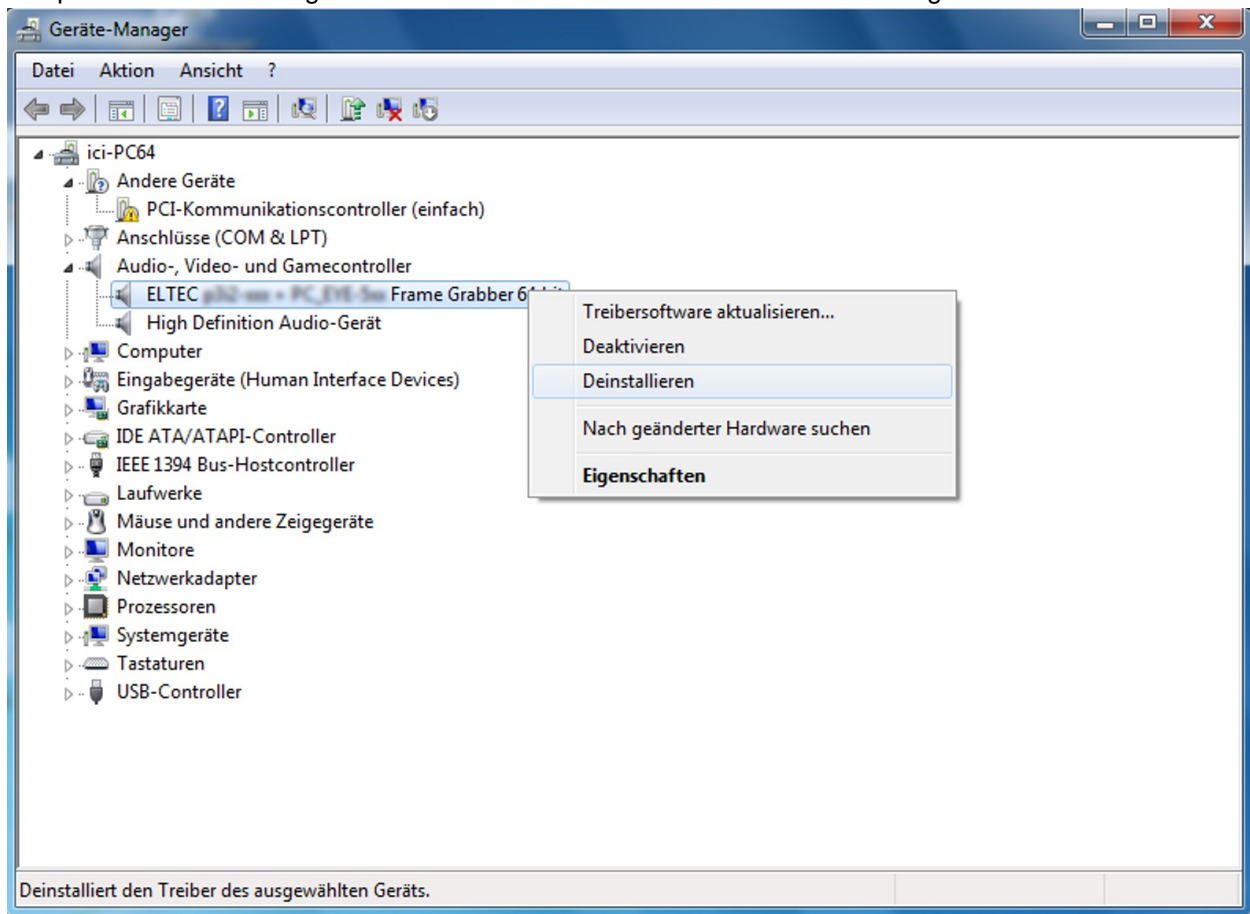 Geräte-Manager
Datei Aktion Ansicht ?
ici-PC64
Andere Geräte
PCI-Kommunikationscontroller (einfach)
Anschlüsse (COM & LPT)
Audio-, Video- und Gamecontroller
ELTEC Frame Grabber
High Definition Audio-Gerät
Computer
Eingabegeräte (Human Interface Devices)
Grafikkarte
IDE ATA/ATAPI-Controller
IEEE 1394 Bus-Hostcontroller
Laufwerke
Mäuse und andere Zeigegeräte
Monitore
Netzwerkadapter
Prozessoren
Systemgeräte
Tastaturen
USB-Controller
Treibersoftware aktualisieren...
Deaktivieren
Deinstallieren
Nach geänderter Hardware suchen
Eigenschaften
Deinstalliert den Treiber des ausgewählten Geräts.